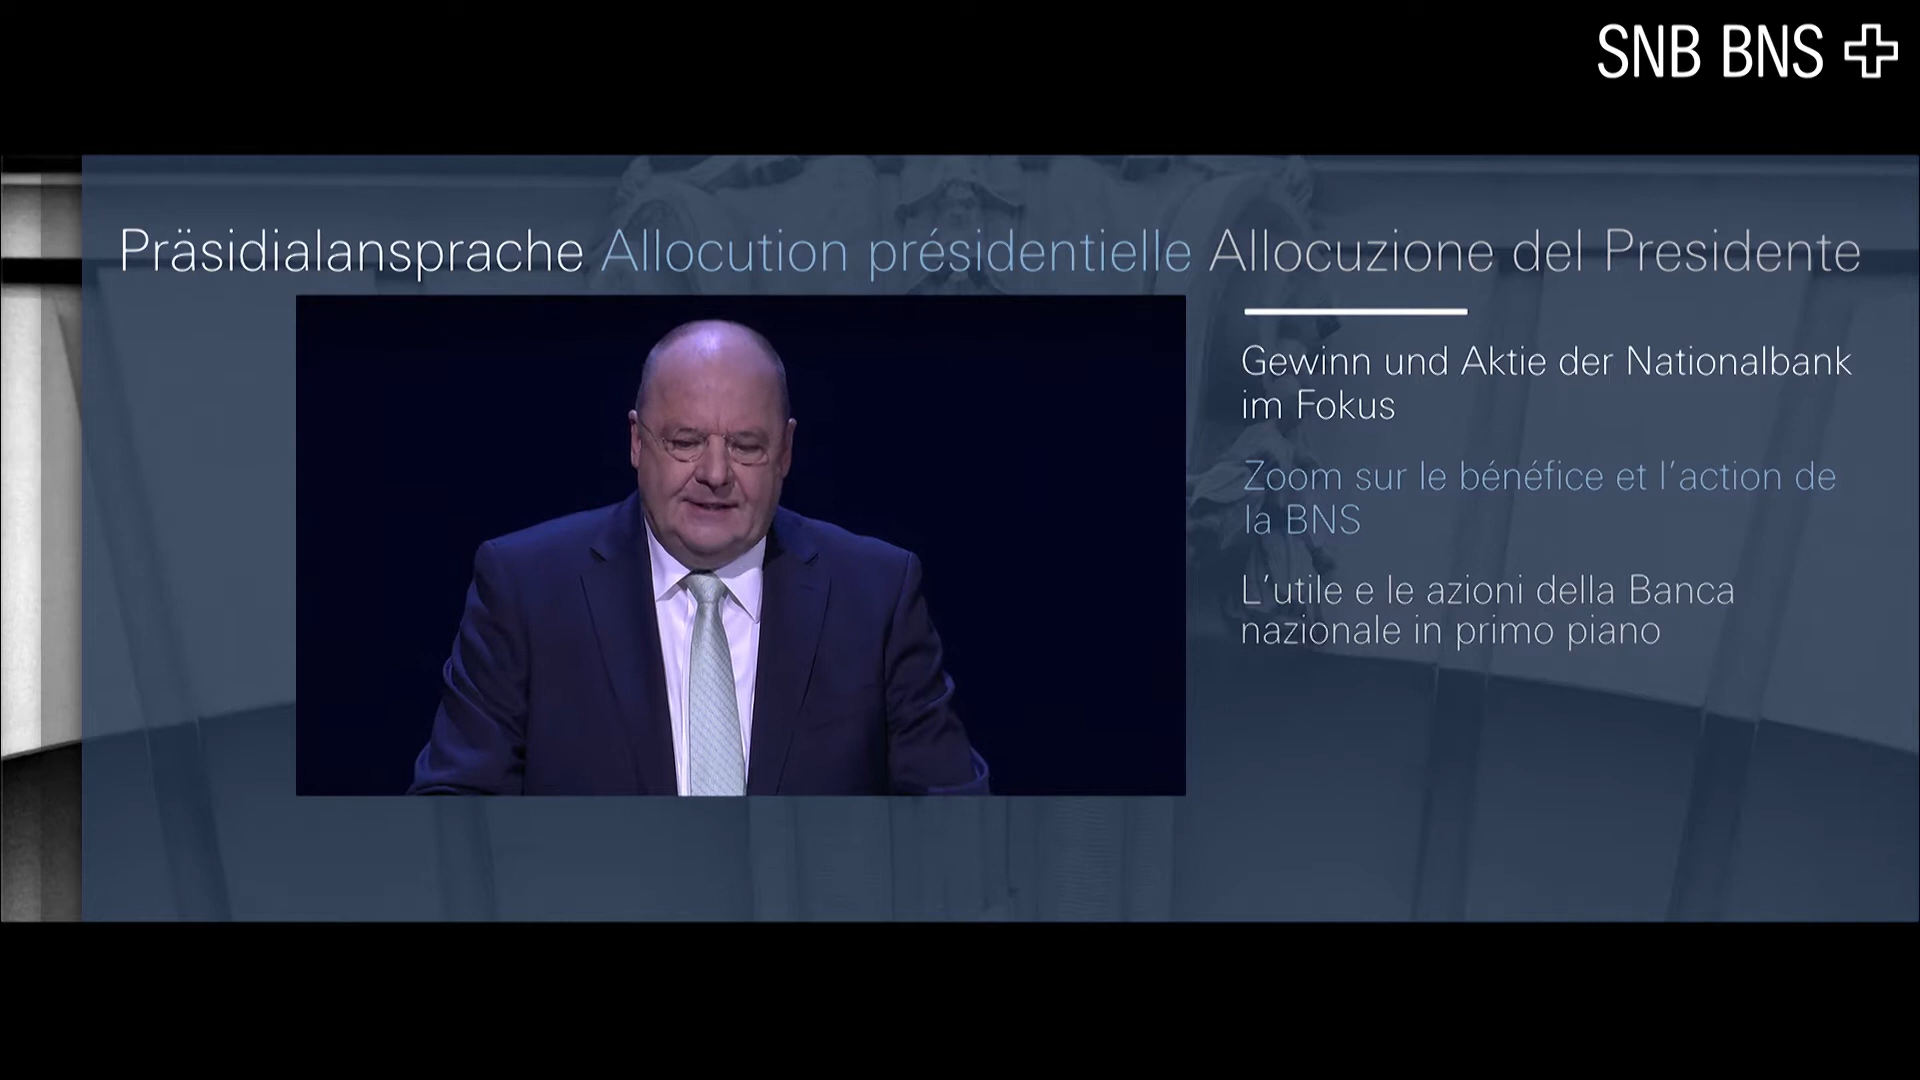 SNB BNS
Präsidialansprache Allocution présidentielle Allocuzione del Presidente
Gewinn und Aktie der Nationalbank
im Fokus
Zoom sur le bénéfice et l’action de
la BNS
L’utile e le azioni della Banca
nazionale in primo piano